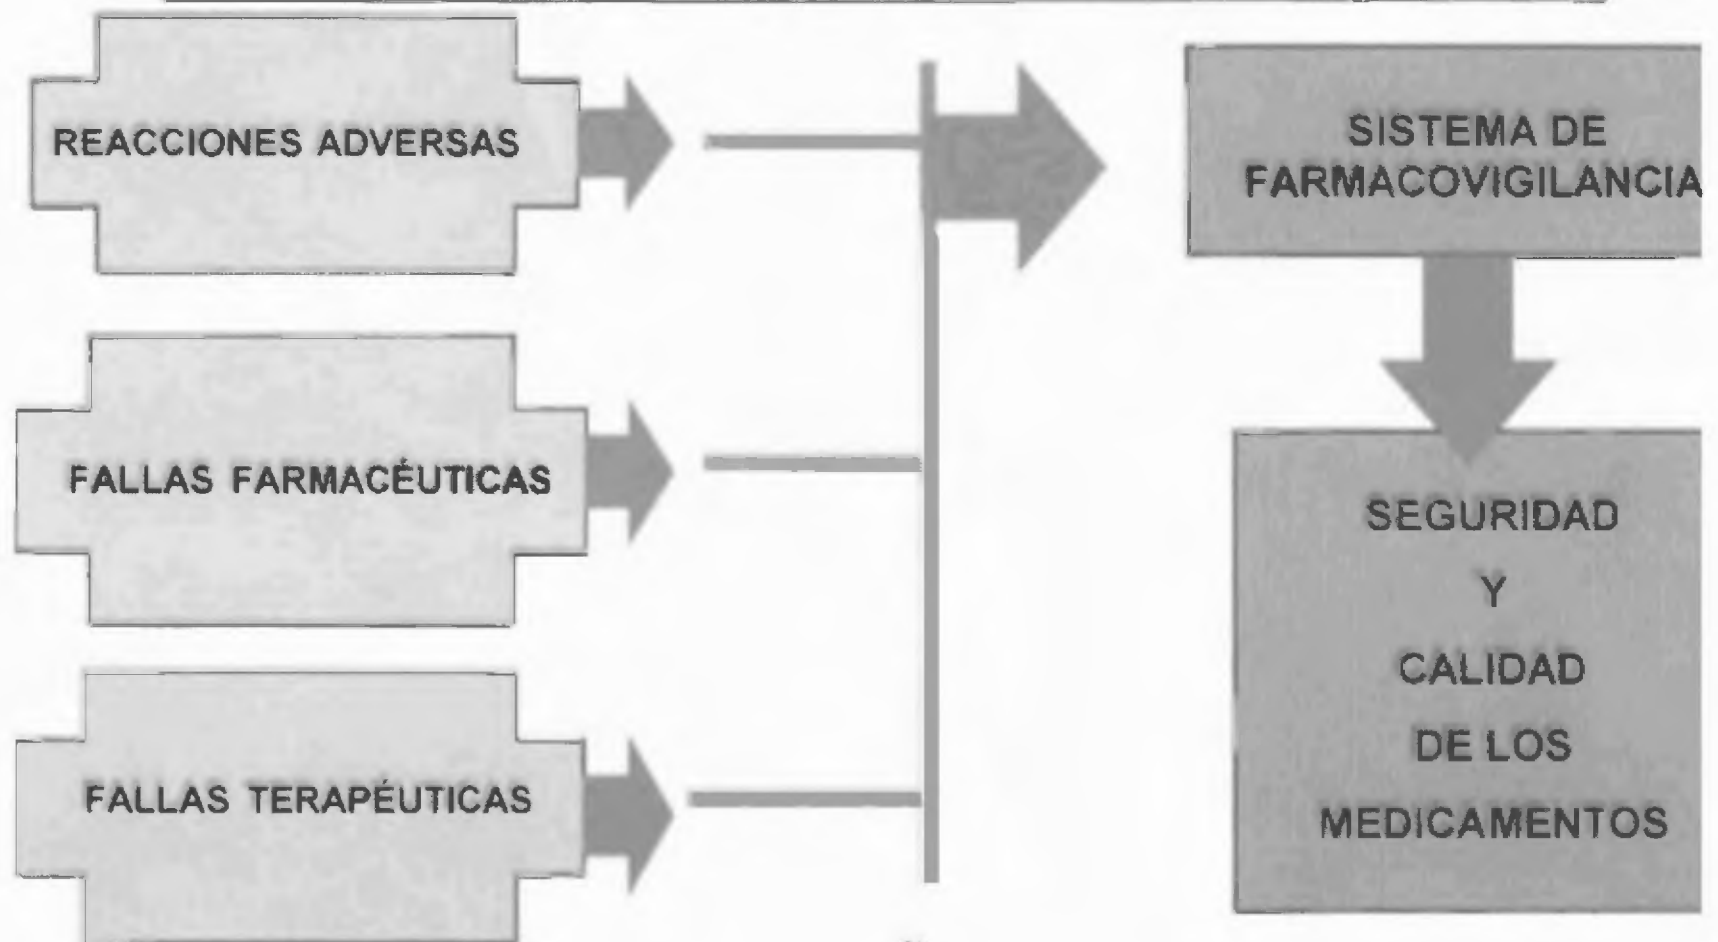 REACCIONES ADVERSAS
FALLAS FARMACÉUTICAS
FALLAS TERAPÉUTICAS
SISTEMA DE
FARMACOVIGILANCIA
SEGURIDAD
Y
CALIDAD
DE LOS
MEDICAMENTOS